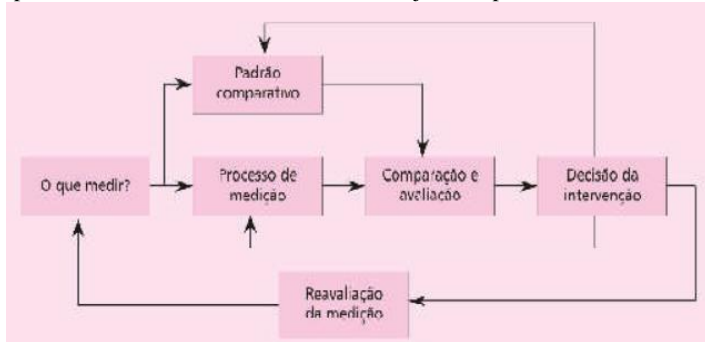 Padrão
comparativo
O que medir?
Processo de
medição
Comparação e
avaliação
Decisão da
intervenção
Reavaliação
da medição